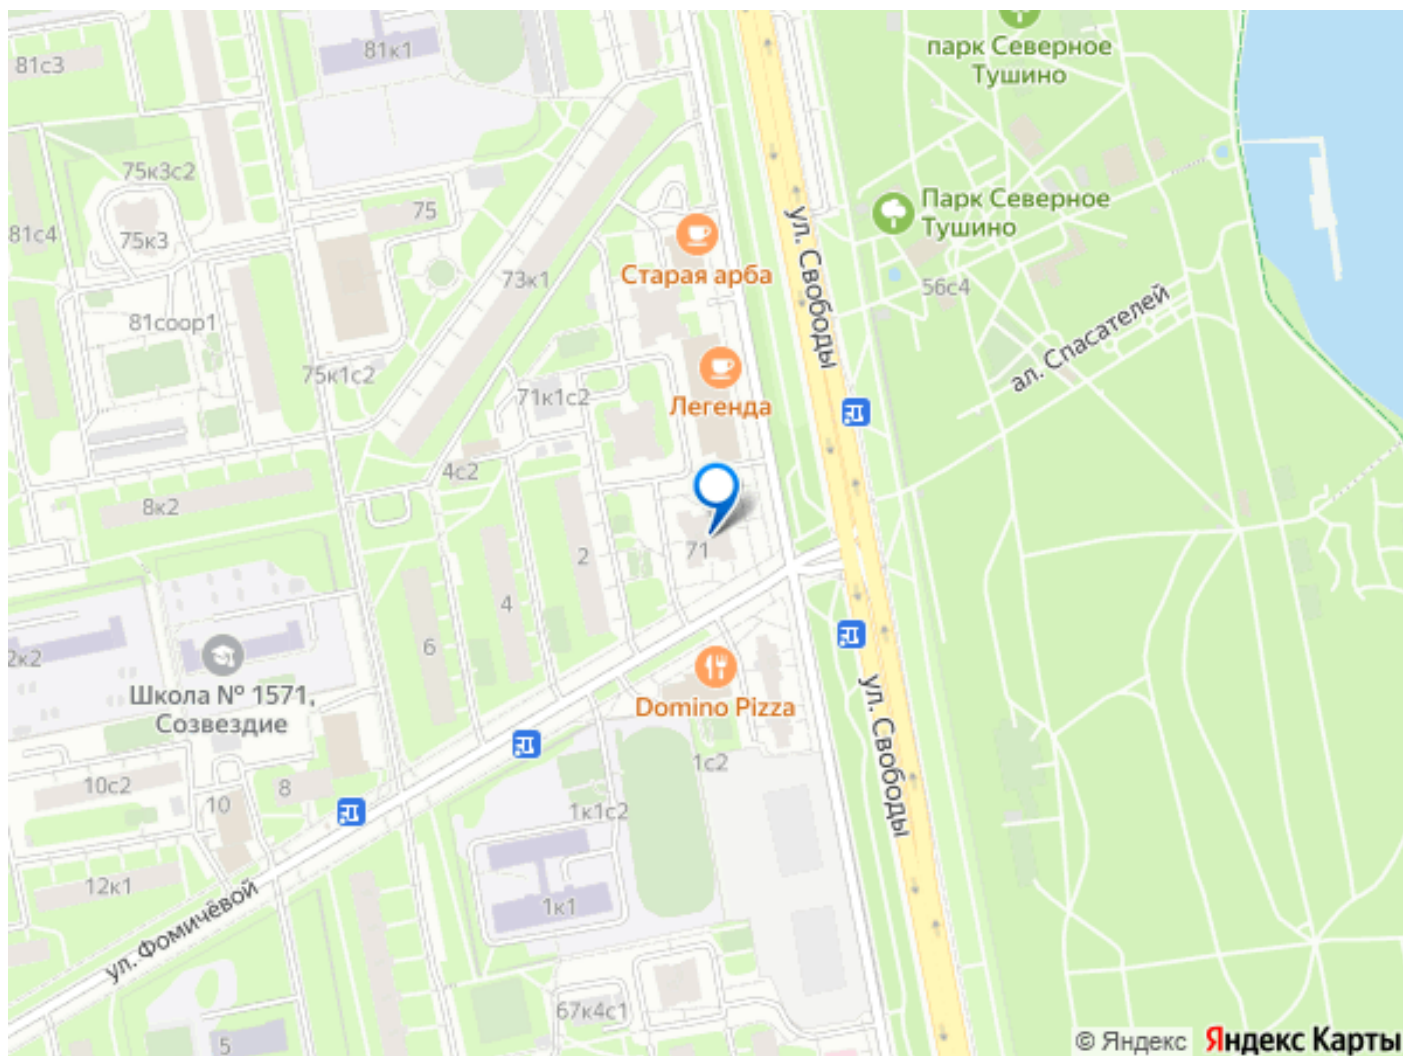 81к1
81с3
парк Северное
Тушино
75к3с2
75
Парк Северное
Тушино
81с4
75к3
Старая арба
73к1
ул. Свободы
56с4
81соор1
ал. Спасателей
75к1с2
71к1с2
Легенда
4с2
8к2
71
2
4
6
2к2
Школа № 1571,
Созвездие
Domino Pizza
ул. Свободы
1с2
10с2
8
10
1к1с2
12к1
1к1
ул. Фомичёвой
67к4с1
5
© Яндекс Яндекс Карты